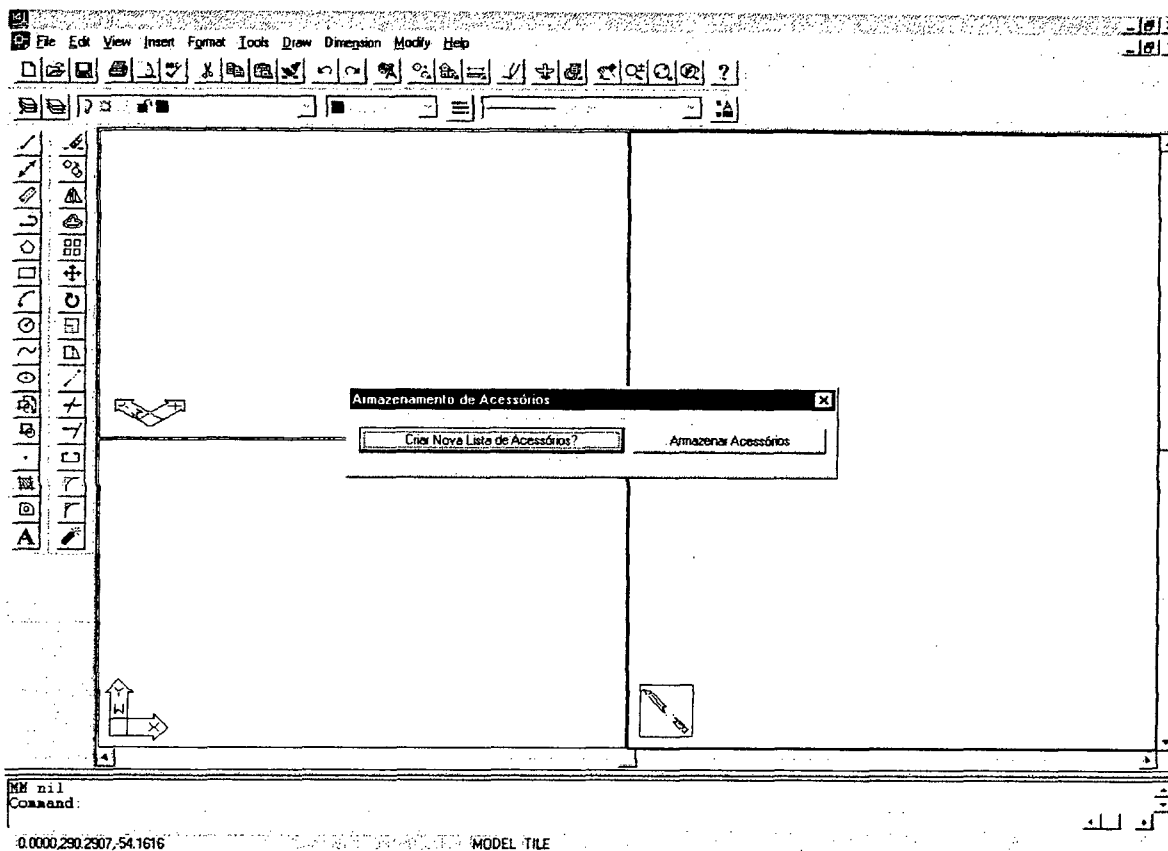 File Edit View Insert Format Tools Draw Dimension Modify Help
Armazenamento de Acessórios
Criar Nova Lista de Acessórios?
Armazenar Acessórios
Y
W
X
MM nil
Command:
0.0000,290.2907,-54.1616 MODEL TILE